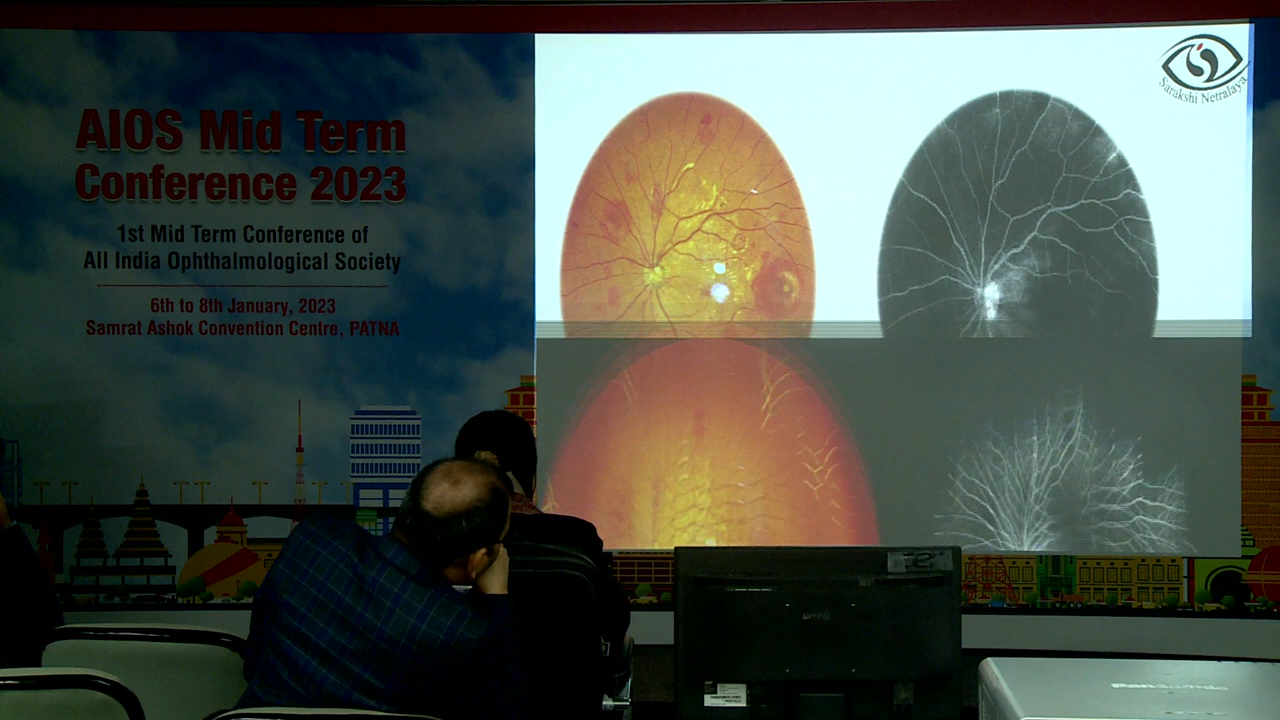 AIOS Mid Term
Conference 2023
1st Mid Term Conference of
All India Ophthalmological Society
6th to 8th January, 2023
Samrat Ashok Convention Centre, PATNA
Sarakshi Netralaya
Panasonic